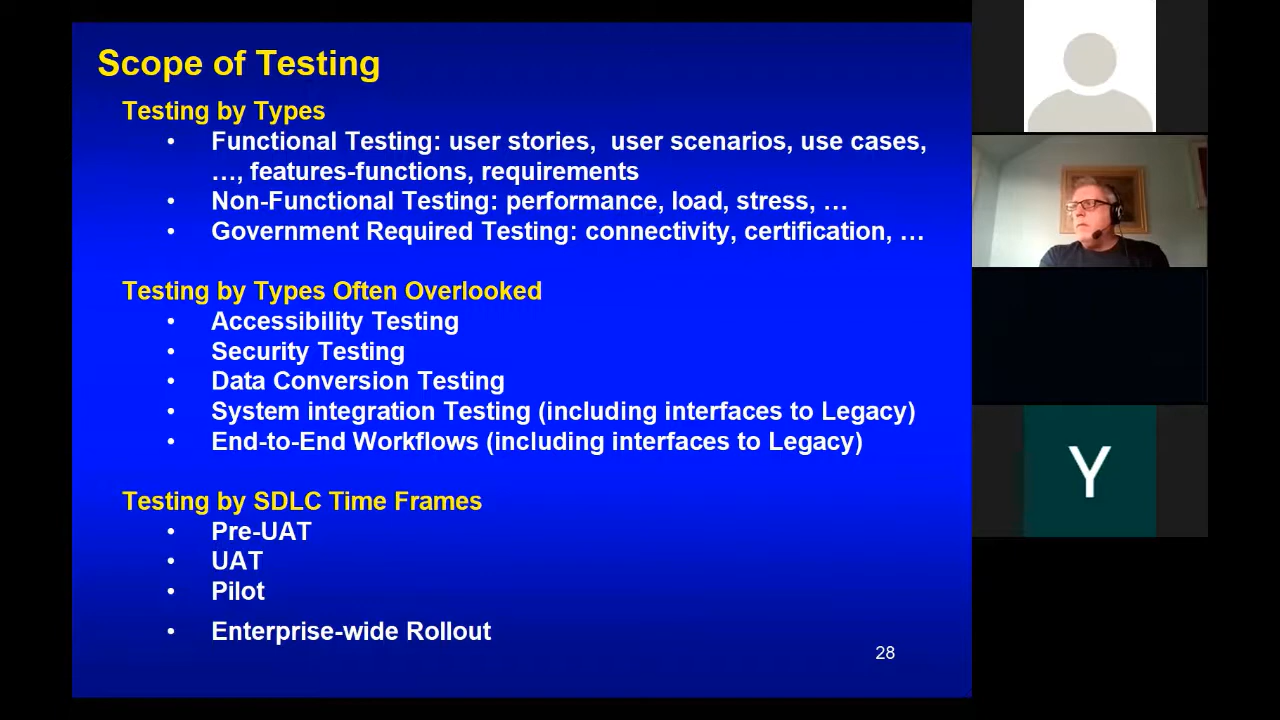 Scope of Testing
Testing by Types
• Functional Testing: user stories,  user scenarios, use cases,
…, features-functions, requirements
• Non-Functional Testing: performance, load, stress, …
• Government Required Testing: connectivity, certification, …
Testing by Types Often Overlooked
• Accessibility Testing
• Security Testing
• Data Conversion Testing
• System integration Testing (including interfaces to Legacy)
• End-to-End Workflows (including interfaces to Legacy)
Testing by SDLC Time Frames
• Pre-UAT
• UAT
• Pilot
• Enterprise-wide Rollout
28
Y